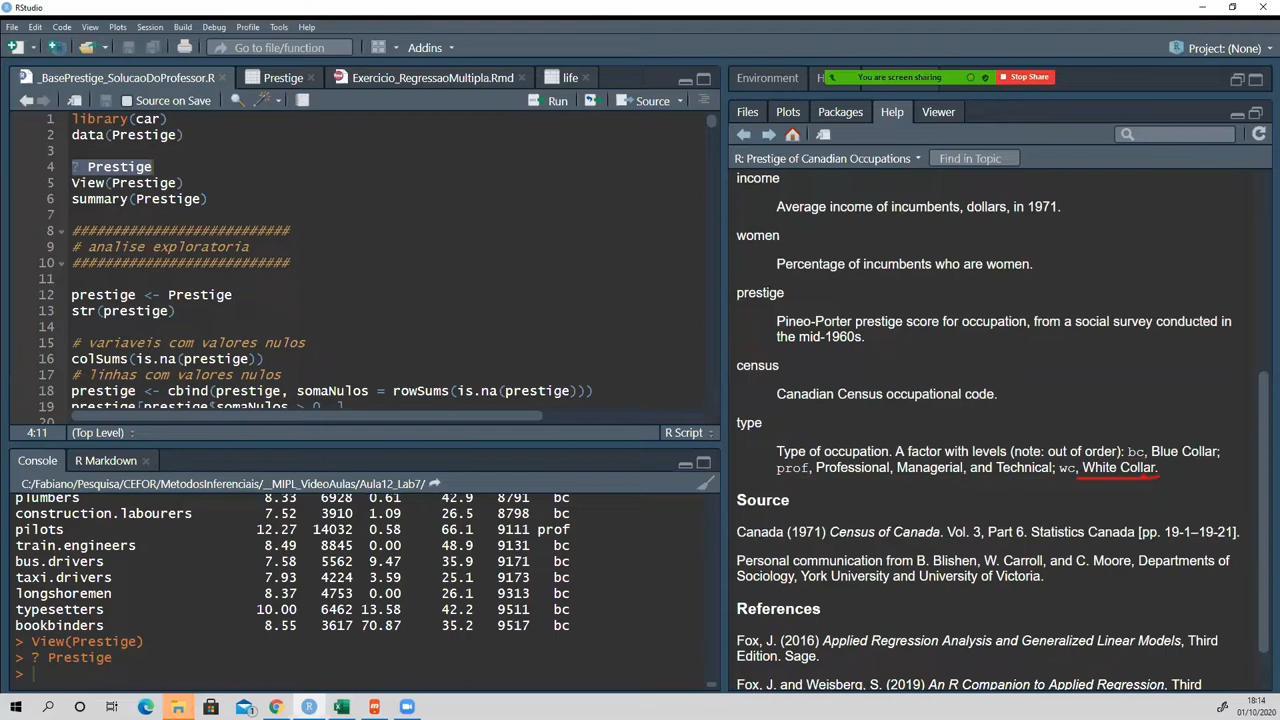 RStudio
File Edit Code View Plots Session Build Debug Profile Tools Help
Go to file/function Addins Project: (None)
_BasePrestige_SolucaoDoProfessor.R Prestige Exercicio_RegressaoMultipla.Rmd life
Source on Save Run Source
1 library(car)
2 data(Prestige)
3
4 ? Prestige
5 View(Prestige)
6 summary(Prestige)
7
8 ###########################
9 # analise exploratoria
10 ###########################
11
12 prestige <- Prestige
13 str(prestige)
14
15 # variaveis com valores nulos
16 colSums(is.na(prestige))
17 # linhas com valores nulos
18 prestige <- cbind(prestige, somaNulos = rowSums(is.na(prestige)))
19 prestige[prestige$somaNulos > 0, ]
20
4:11 (Top Level) R Script
Console R Markdown
C:/Fabiano/Pesquisa/CEFOR/MetodosInferenciais/__MIPL_VideoAulas/Aula12_Lab7/
plumbers 8.33 6928 0.61 42.9 8791 bc
construction.labourers 7.52 3910 1.09 26.5 8798 bc
pilots 12.27 14032 0.58 66.1 9111 prof
train.engineers 8.49 8845 0.00 48.9 9131 bc
bus.drivers 7.58 5562 9.47 35.9 9171 bc
taxi.drivers 7.93 4224 3.59 25.1 9173 bc
longshoremen 8.37 4753 0.00 26.1 9313 bc
typesetters 10.00 6462 13.58 42.2 9511 bc
bookbinders 8.55 3617 70.87 35.2 9517 bc
> View(Prestige)
> ? Prestige
>
Environment H You are screen sharing Stop Share
Files Plots Packages Help Viewer
R: Prestige of Canadian Occupations Find in Topic
income
Average income of incumbents, dollars, in 1971.
women
Percentage of incumbents who are women.
prestige
Pineo-Porter prestige score for occupation, from a social survey conducted in
the mid-1960s.
census
Canadian Census occupational code.
type
Type of occupation. A factor with levels (note: out of order): bc, Blue Collar;
prof, Professional, Managerial, and Technical; wc, White Collar.
Source
Canada (1971) Census of Canada. Vol. 3, Part 6. Statistics Canada [pp. 19-1–19-21].
Personal communication from B. Blishen, W. Carroll, and C. Moore, Departments of
Sociology, York University and University of Victoria.
References
Fox, J. (2016) Applied Regression Analysis and Generalized Linear Models, Third
Edition. Sage.
Fox, J. and Weisberg, S. (2019) An R Companion to Applied Regression, Third
18:14
01/10/2020